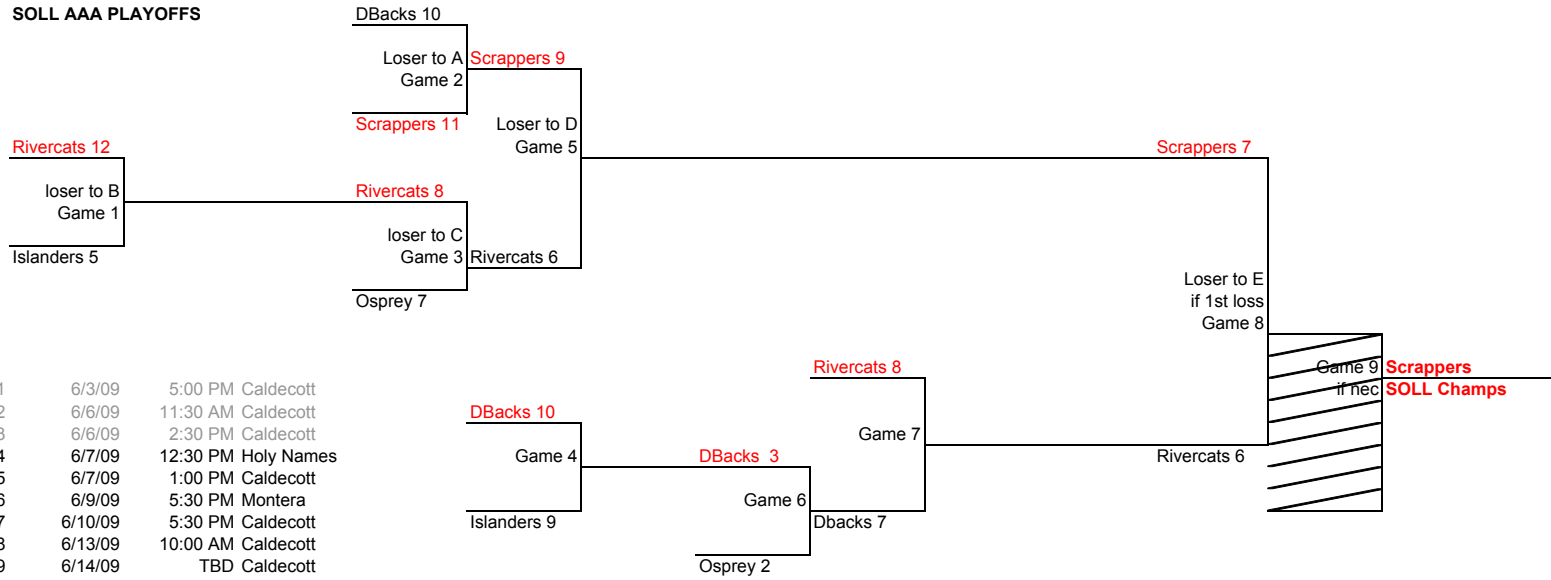 SOLL AAA PLAYOFFS
DBacks 10
Loser to A
Game 2
Scrappers 9
Scrappers 11
Loser to D
Game 5
Rivercats 12
loser to B
Game 1
Islanders 5
Rivercats 8
loser to C
Game 3
Rivercats 6
Osprey 7
Scrappers 7
Loser to E
if 1st loss
Game 8
Rivercats 8
Game 9
if nec
Scrappers
SOLL Champs
DBacks 10
Game 4
Islanders 9
DBacks 3
Game 6
Osprey 2
Game 7
Dbacks 7
Rivercats 6
1 6/3/09 5:00 PM Caldecott
2 6/6/09 11:30 AM Caldecott
3 6/6/09 2:30 PM Caldecott
4 6/7/09 12:30 PM Holy Names
5 6/7/09 1:00 PM Caldecott
6 6/9/09 5:30 PM Montera
7 6/10/09 5:30 PM Caldecott
8 6/13/09 10:00 AM Caldecott
9 6/14/09 TBD Caldecott